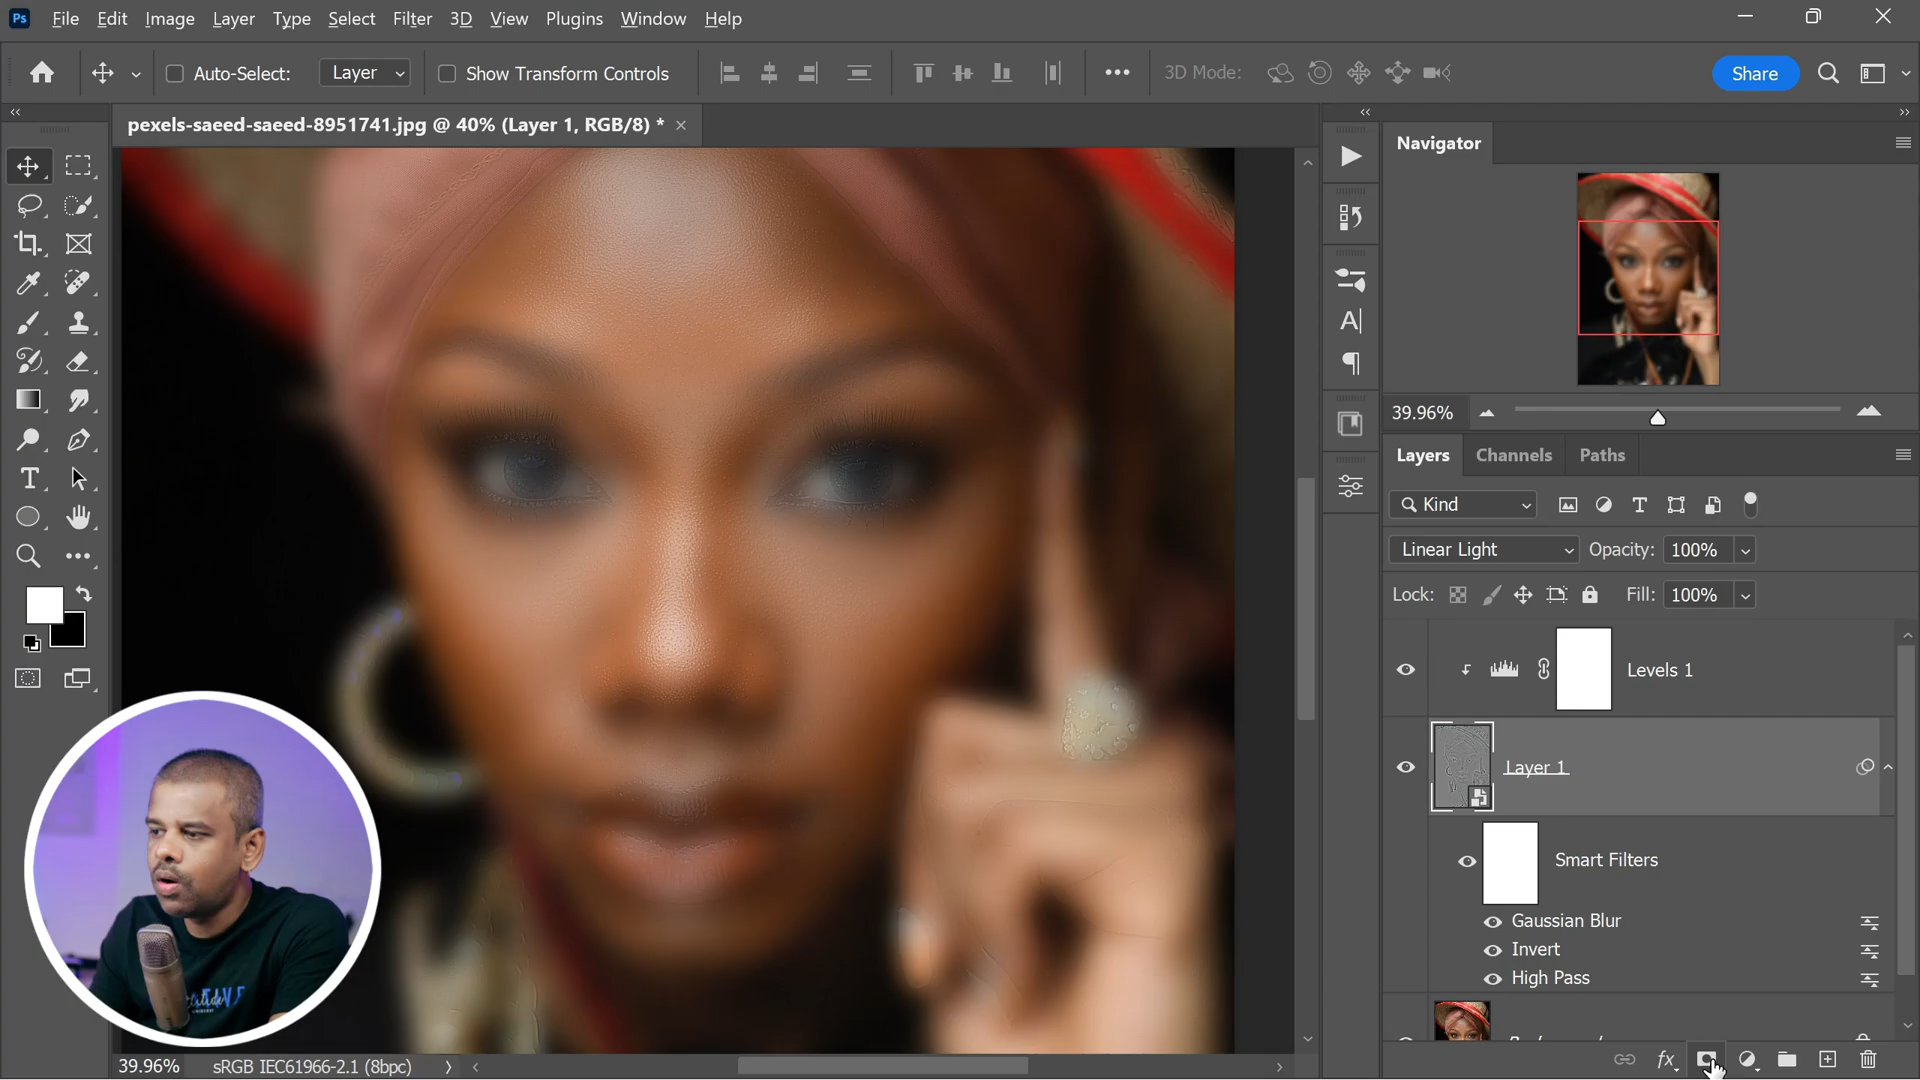 Ps File Edit Image Layer Type Select Filter 3D View Plugins Window Help
Auto-Select: Layer Show Transform Controls 3D Mode: Share
pexels-saeed-saeed-8951741.jpg @ 40% (Layer 1, RGB/8) *
Navigator
39.96%
Layers Channels Paths
Kind
Linear Light Opacity: 100%
Lock: Fill: 100%
Levels 1
Layer 1
Smart Filters
Gaussian Blur
Invert
High Pass
39.96% sRGB IEC61966-2.1 (8bpc)
fx